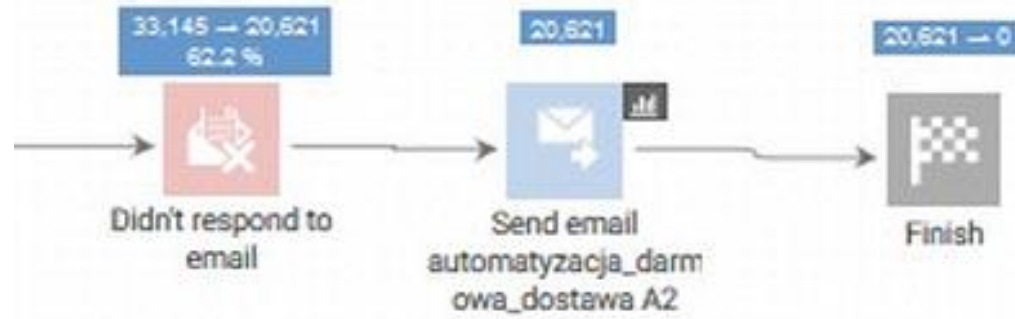 33,145 → 20,621
62.2 %
20,621
20,621 → 0
Didn't respond to
email
Send email
automatyzacja_darm
owa_dostawa A2
Finish